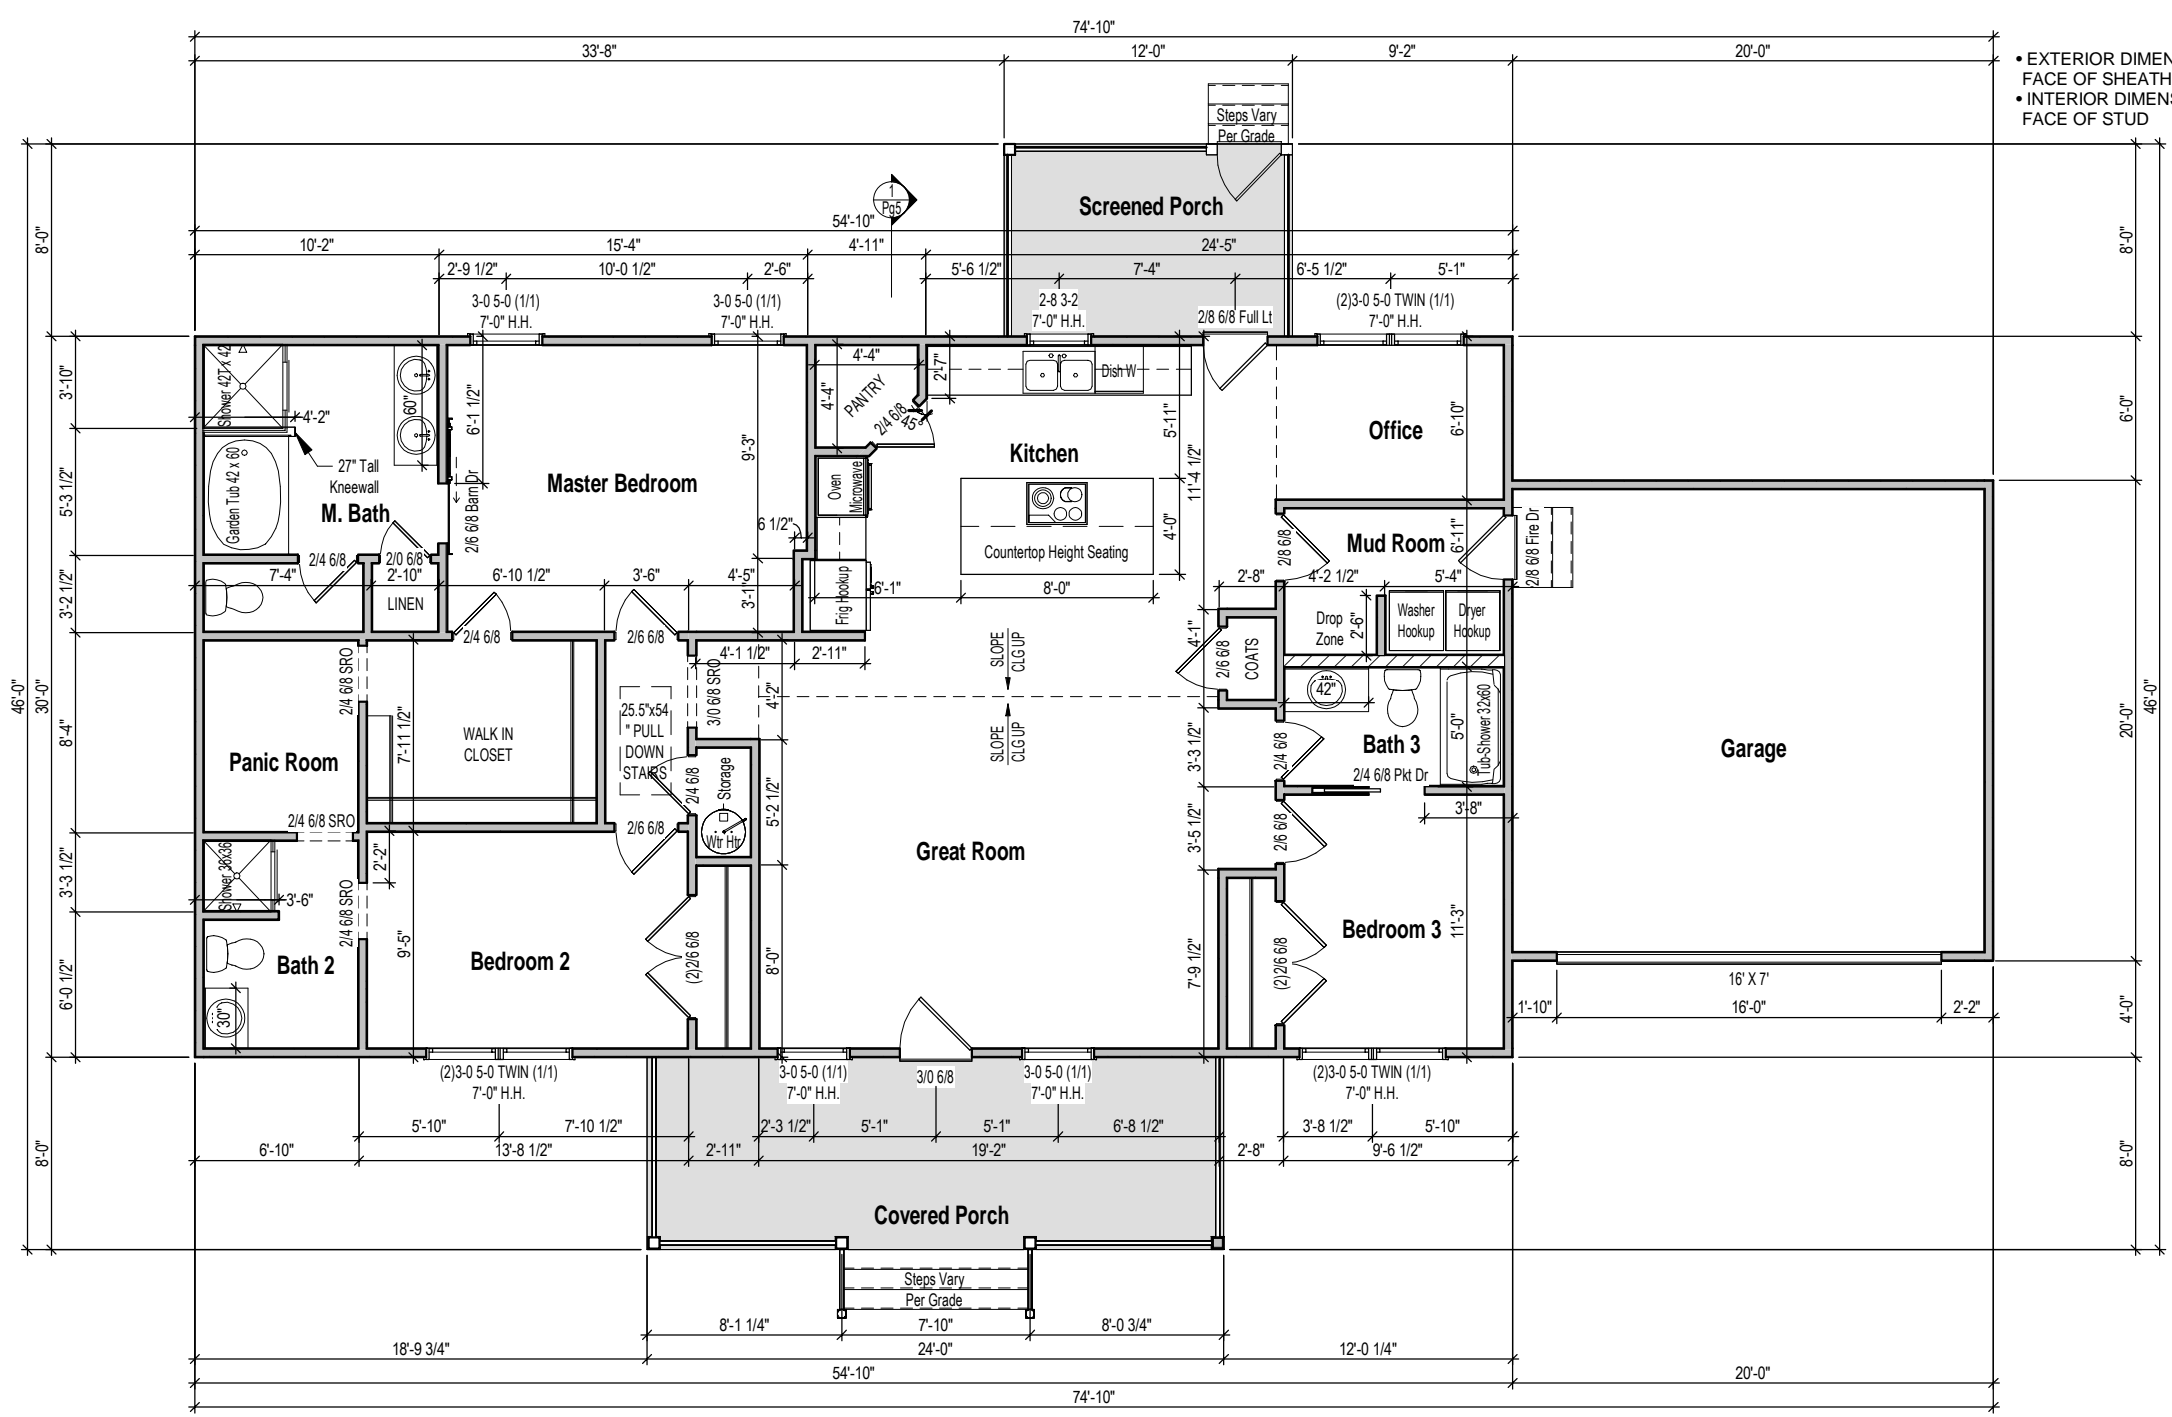 74'-10"
33'-8"
12'-0"
9'-2"
20'-0"
• EXTERIOR DIMEN
FACE OF SHEATH
• INTERIOR DIMENS
FACE OF STUD
Steps Vary
Per Grade
1
Pg5
Screened Porch
54'-10"
10'-2"
15'-4"
4'-11"
24'-5"
2'-9 1/2"
10'-0 1/2"
2'-6"
5'-6 1/2"
7'-4"
6'-5 1/2"
5'-1"
3-0 5-0 (1/1)
7'-0" H.H.
3-0 5-0 (1/1)
7'-0" H.H.
2-8 3-2
7'-0" H.H.
2/8 6/8 Full Lt
(2)3-0 5-0 TWIN (1/1)
7'-0" H.H.
46'-0"
8'-0"
30'-0"
8'-0"
3'-10"
5'-3 1/2"
3'-2 1/2"
8'-4"
3'-3 1/2"
6'-0 1/2"
Shower 42T x 42
4'-2"
60"
27" Tall
Kneewall
Garden Tub 42 x 60
M. Bath
2/4 6/8
2/0 6/8
7'-4"
2'-10"
LINEN
6'-1 1/2"
2/6 6/8 Barn Dr
Master Bedroom
9'-3"
6 1/2"
6'-10 1/2"
3'-6"
4'-5"
3'-1"
2/4 6/8
2/6 6/8
4'-4"
4'-4"
PANTRY
2/4 6/8
45°
2'-7"
Dish W
Oven
Microwave
Frig Hookup
6'-1"
Kitchen
5'-11"
11'-4 1/2"
4'-0"
Countertop Height Seating
8'-0"
Office
6'-10"
Mud Room
6'-11"
2/8 6/8
2/8 6/8 Fire Dr
2'-8"
4'-2 1/2"
5'-4"
Drop
Zone
2'-6"
Washer
Hookup
Dryer
Hookup
4'-1"
2/6 6/8
COATS
4'-1 1/2"
2'-11"
3/0 6/8 SRO
4'-2"
SLOPE
CLG UP
SLOPE
CLG UP
2/4 6/8 SRO
7'-11 1/2"
WALK IN
CLOSET
25.5"x54
" PULL
DOWN
STAIRS
2/4 6/8
Storage
Wtr Htr
5'-2 1/2"
Panic Room
2/4 6/8 SRO
2/6 6/8
42"
5'-0"
Tub-Shower 32x60
Bath 3
2/4 6/8
2/4 6/8 Pkt Dr
3'-8"
3'-3 1/2"
3'-5 1/2"
2/6 6/8
Garage
Great Room
Shower 36x36
3'-6"
2'-2"
2/4 6/8 SRO
9'-5"
Bath 2
30"
Bedroom 2
(2)2/6 6/8
8'-0"
7'-9 1/2"
(2)2/6 6/8
Bedroom 3
11'-3"
16' X 7'
1'-10"
16'-0"
2'-2"
8'-0"
6'-0"
20'-0"
4'-0"
8'-0"
46'-0"
(2)3-0 5-0 TWIN (1/1)
7'-0" H.H.
3-0 5-0 (1/1)
7'-0" H.H.
3/0 6/8
3-0 5-0 (1/1)
7'-0" H.H.
(2)3-0 5-0 TWIN (1/1)
7'-0" H.H.
5'-10"
7'-10 1/2"
2'-3 1/2"
5'-1"
5'-1"
6'-8 1/2"
3'-8 1/2"
5'-10"
6'-10"
13'-8 1/2"
2'-11"
19'-2"
2'-8"
9'-6 1/2"
Covered Porch
Steps Vary
Per Grade
8'-1 1/4"
7'-10"
8'-0 3/4"
18'-9 3/4"
24'-0"
12'-0 1/4"
54'-10"
20'-0"
74'-10"